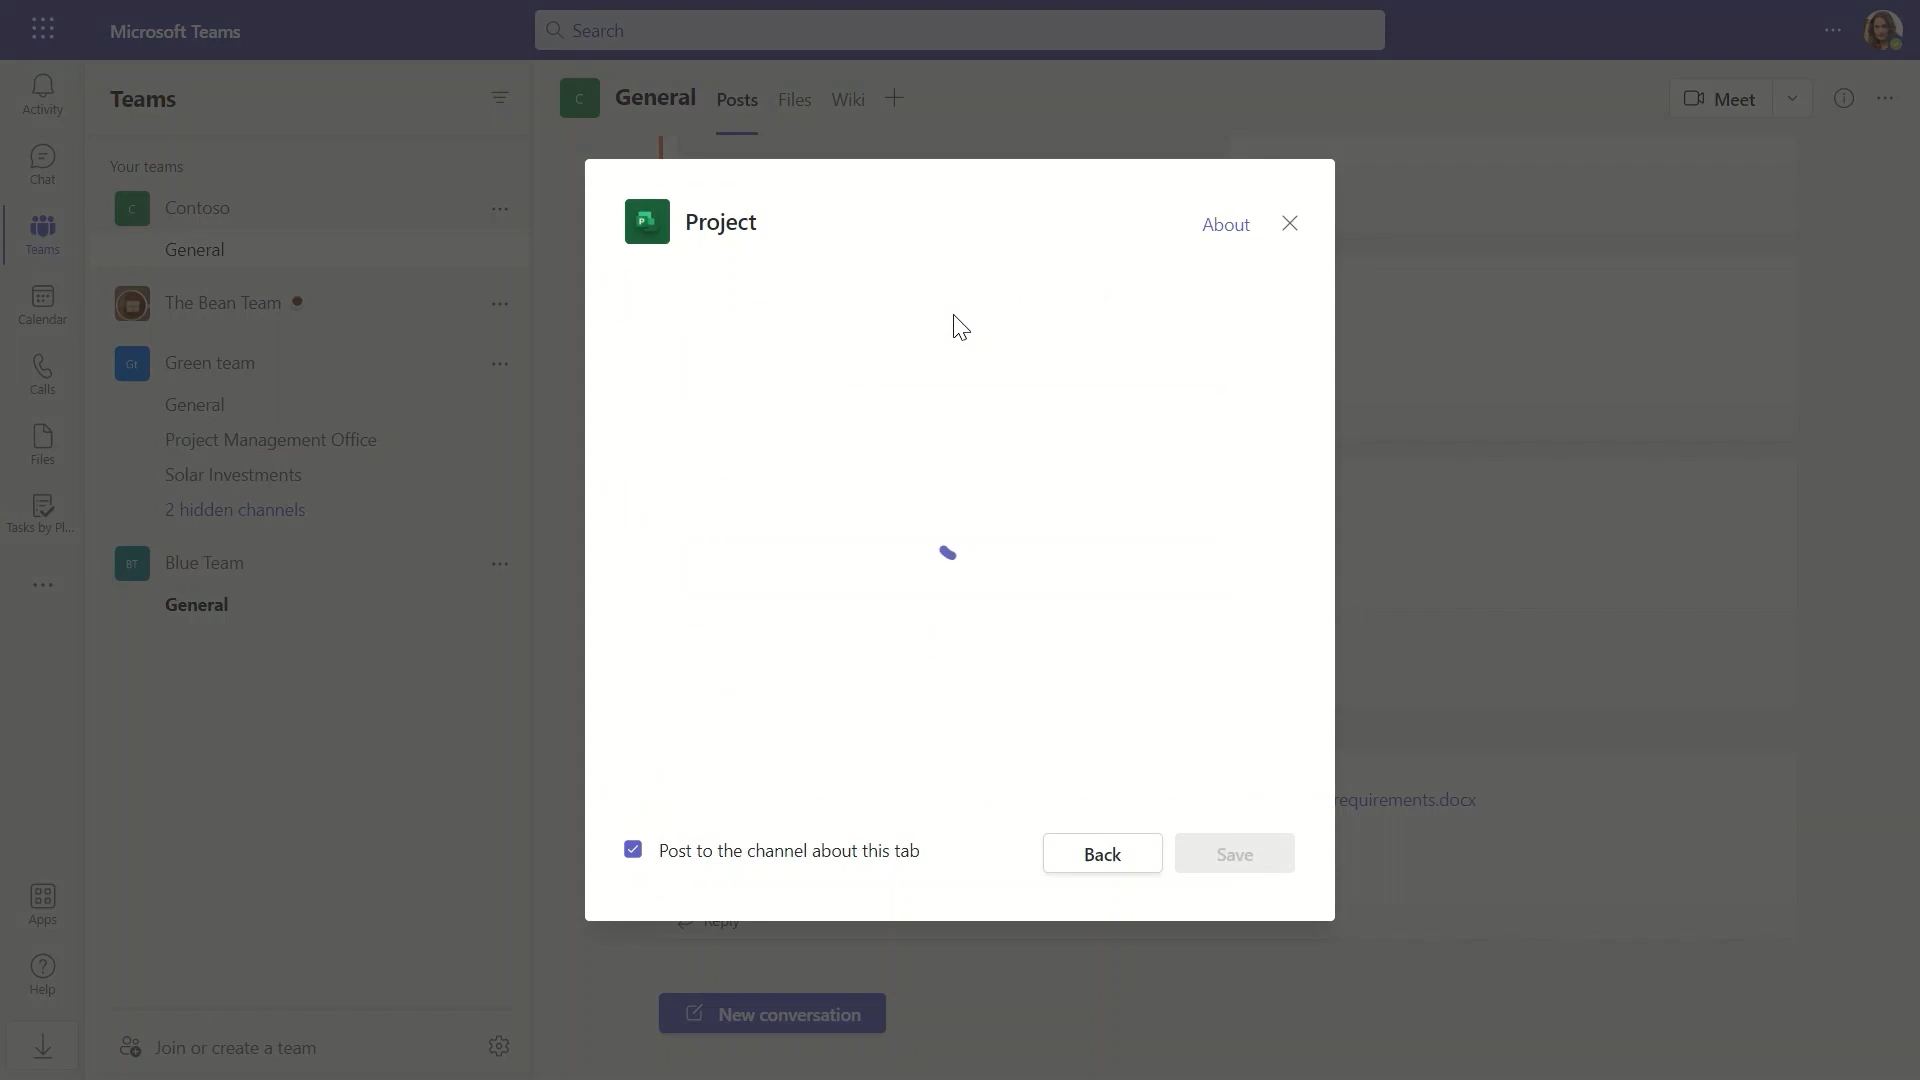 Microsoft Teams
Search
Activity
Chat
Teams
Calendar
Calls
Files
Tasks by Pl...
Apps
Help
Teams
Your teams
C
Contoso
General
The Bean Team
Gt
Green team
General
Project Management Office
Solar Investments
2 hidden channels
BT
Blue Team
General
Join or create a team
C
General
Posts
Files
Wiki
Meet
P
Project
About
requirements.docx
Post to the channel about this tab
Back
Save
Reply
New conversation